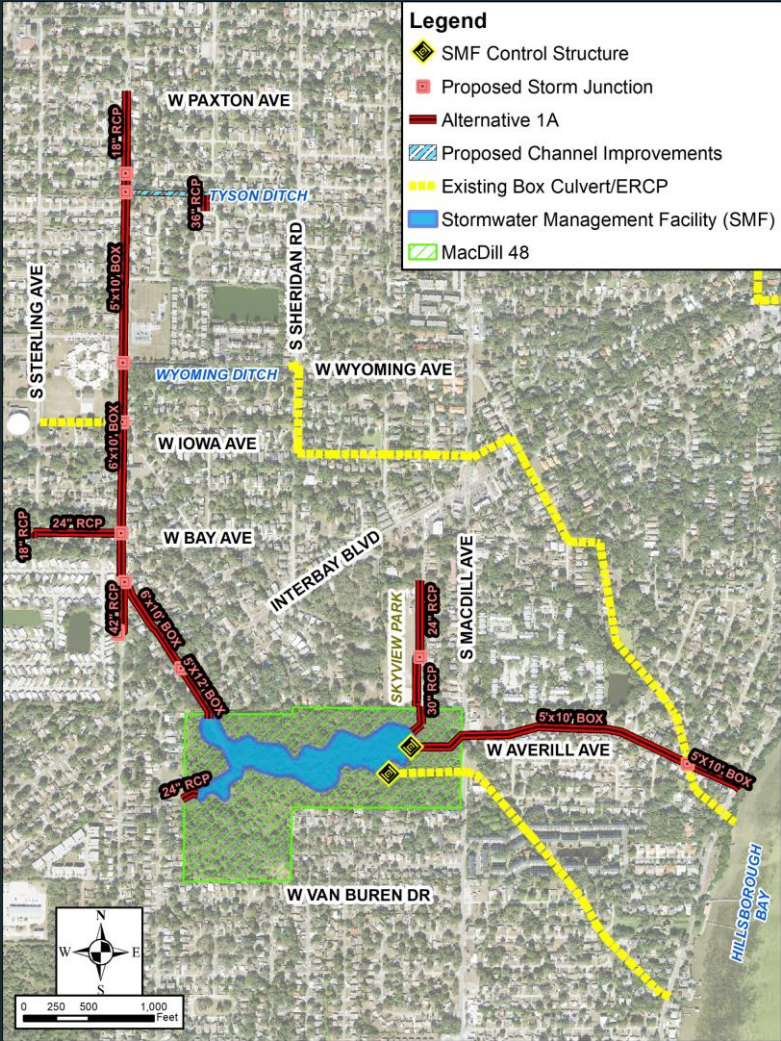 Legend
SMF Control Structure
Proposed Storm Junction
Alternative 1A
Proposed Channel Improvements
Existing Box Culvert/ERCP
Stormwater Management Facility (SMF)
MacDill 48
W PAXTON AVE
18" RCP
TYSON DITCH
36" RCP
5'x10' BOX
S SHERIDAN RD
S STERLING AVE
WYOMING DITCH
W WYOMING AVE
6'x10' BOX
W IOWA AVE
24" RCP
18" RCP
W BAY AVE
INTERBAY BLVD
42" RCP
6'x10' BOX
5'X12' BOX
SKYVIEW PARK
24" RCP
30" RCP
S MACDILL AVE
5'x10' BOX
W AVERILL AVE
5'X10' BOX
24" RCP
W VAN BUREN DR
HILLSBOROUGH
BAY
N
W E
S
0 250 500 1,000
Feet